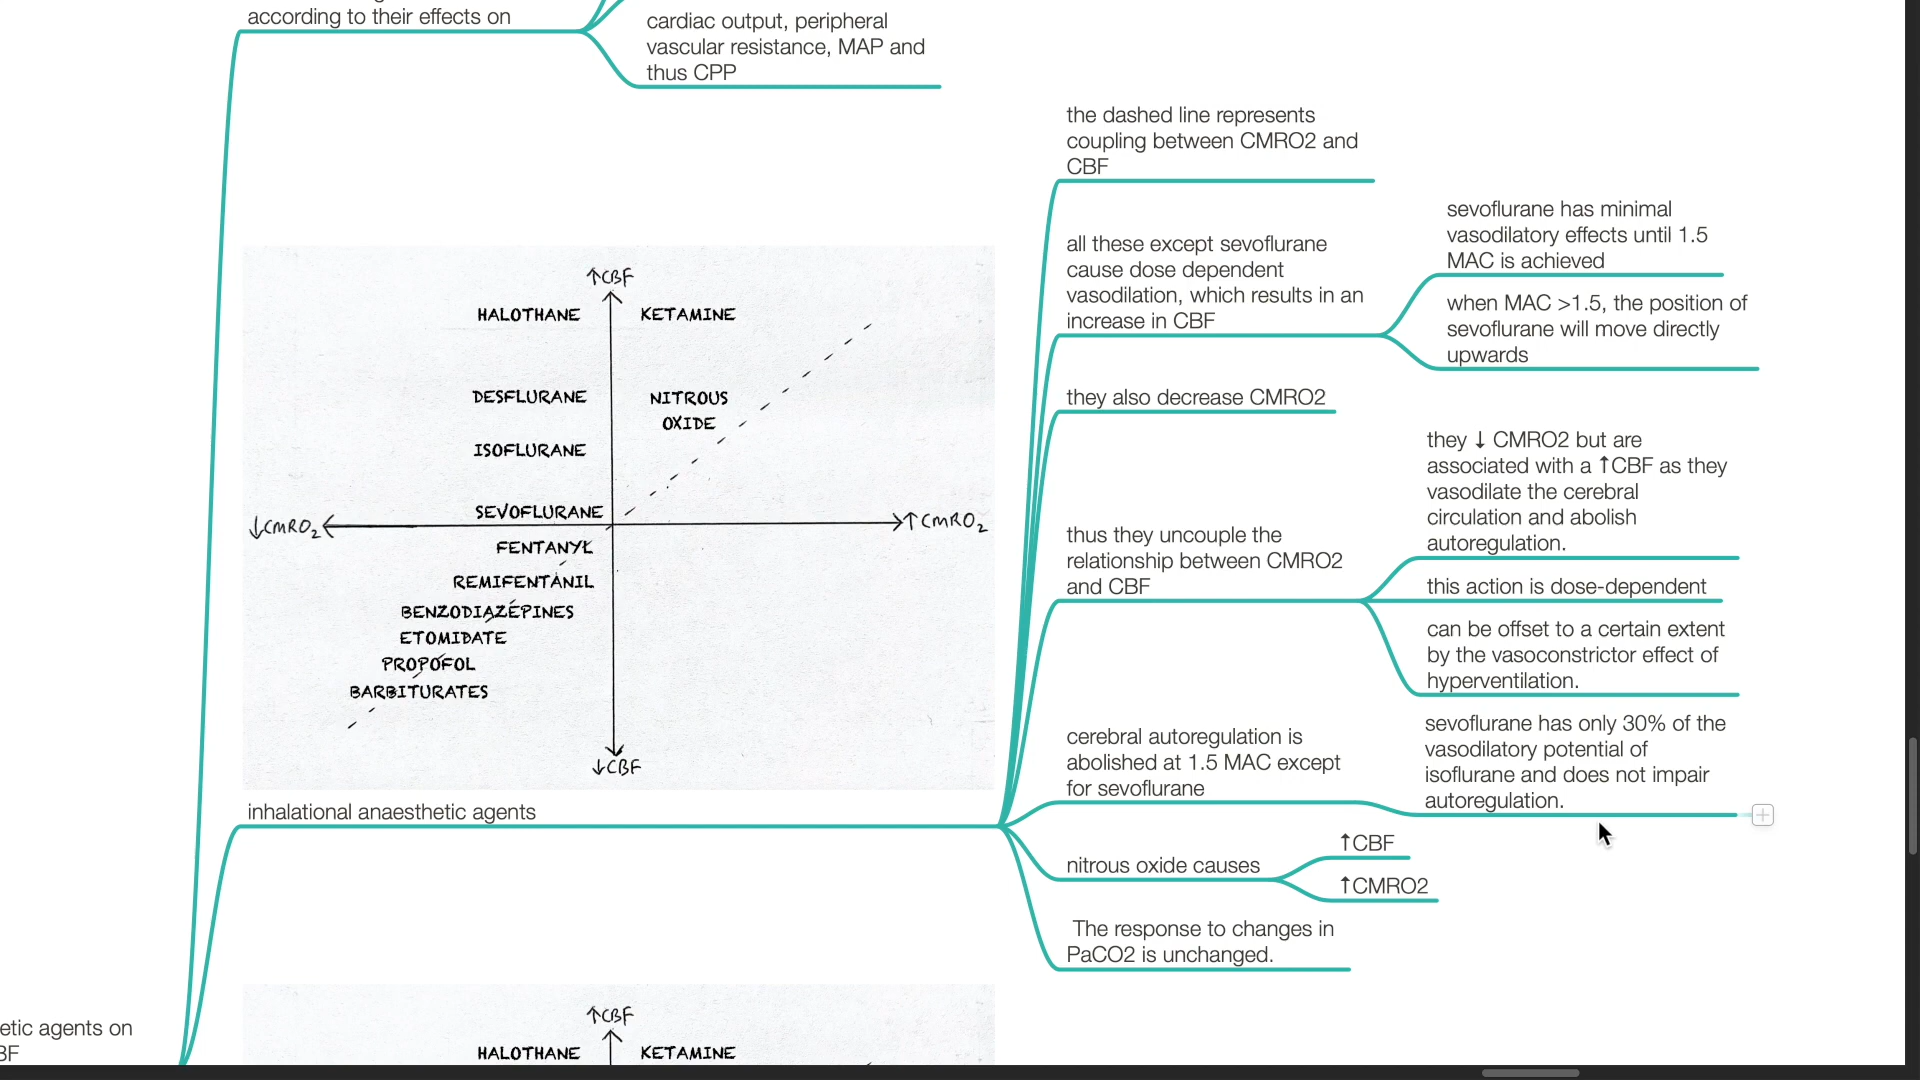 according to their effects on
cardiac output, peripheral
vascular resistance, MAP and
thus CPP
the dashed line represents
coupling between CMRO2 and
CBF
all these except sevoflurane
cause dose dependent
vasodilation, which results in an
increase in CBF
sevoflurane has minimal
vasodilatory effects until 1.5
MAC is achieved
when MAC >1.5, the position of
sevoflurane will move directly
upwards
they also decrease CMRO2
thus they uncouple the
relationship between CMRO2
and CBF
they ↓ CMRO2 but are
associated with a ↑CBF as they
vasodilate the cerebral
circulation and abolish
autoregulation.
this action is dose-dependent
can be offset to a certain extent
by the vasoconstrictor effect of
hyperventilation.
cerebral autoregulation is
abolished at 1.5 MAC except
for sevoflurane
sevoflurane has only 30% of the
vasodilatory potential of
isoflurane and does not impair
autoregulation.
nitrous oxide causes
↑CBF
↑CMRO2
The response to changes in
PaCO2 is unchanged.
↑CBF
HALOTHANE
KETAMINE
DESFLURANE
NITROUS
OXIDE
ISOFLURANE
SEVOFLURANE
↓CMRO2
↑CMRO2
FENTANYL
REMIFENTANIL
BENZODIAZEPINES
ETOMIDATE
PROPOFOL
BARBITURATES
↓CBF
inhalational anaesthetic agents
↑CBF
HALOTHANE
KETAMINE
etic agents on
BF